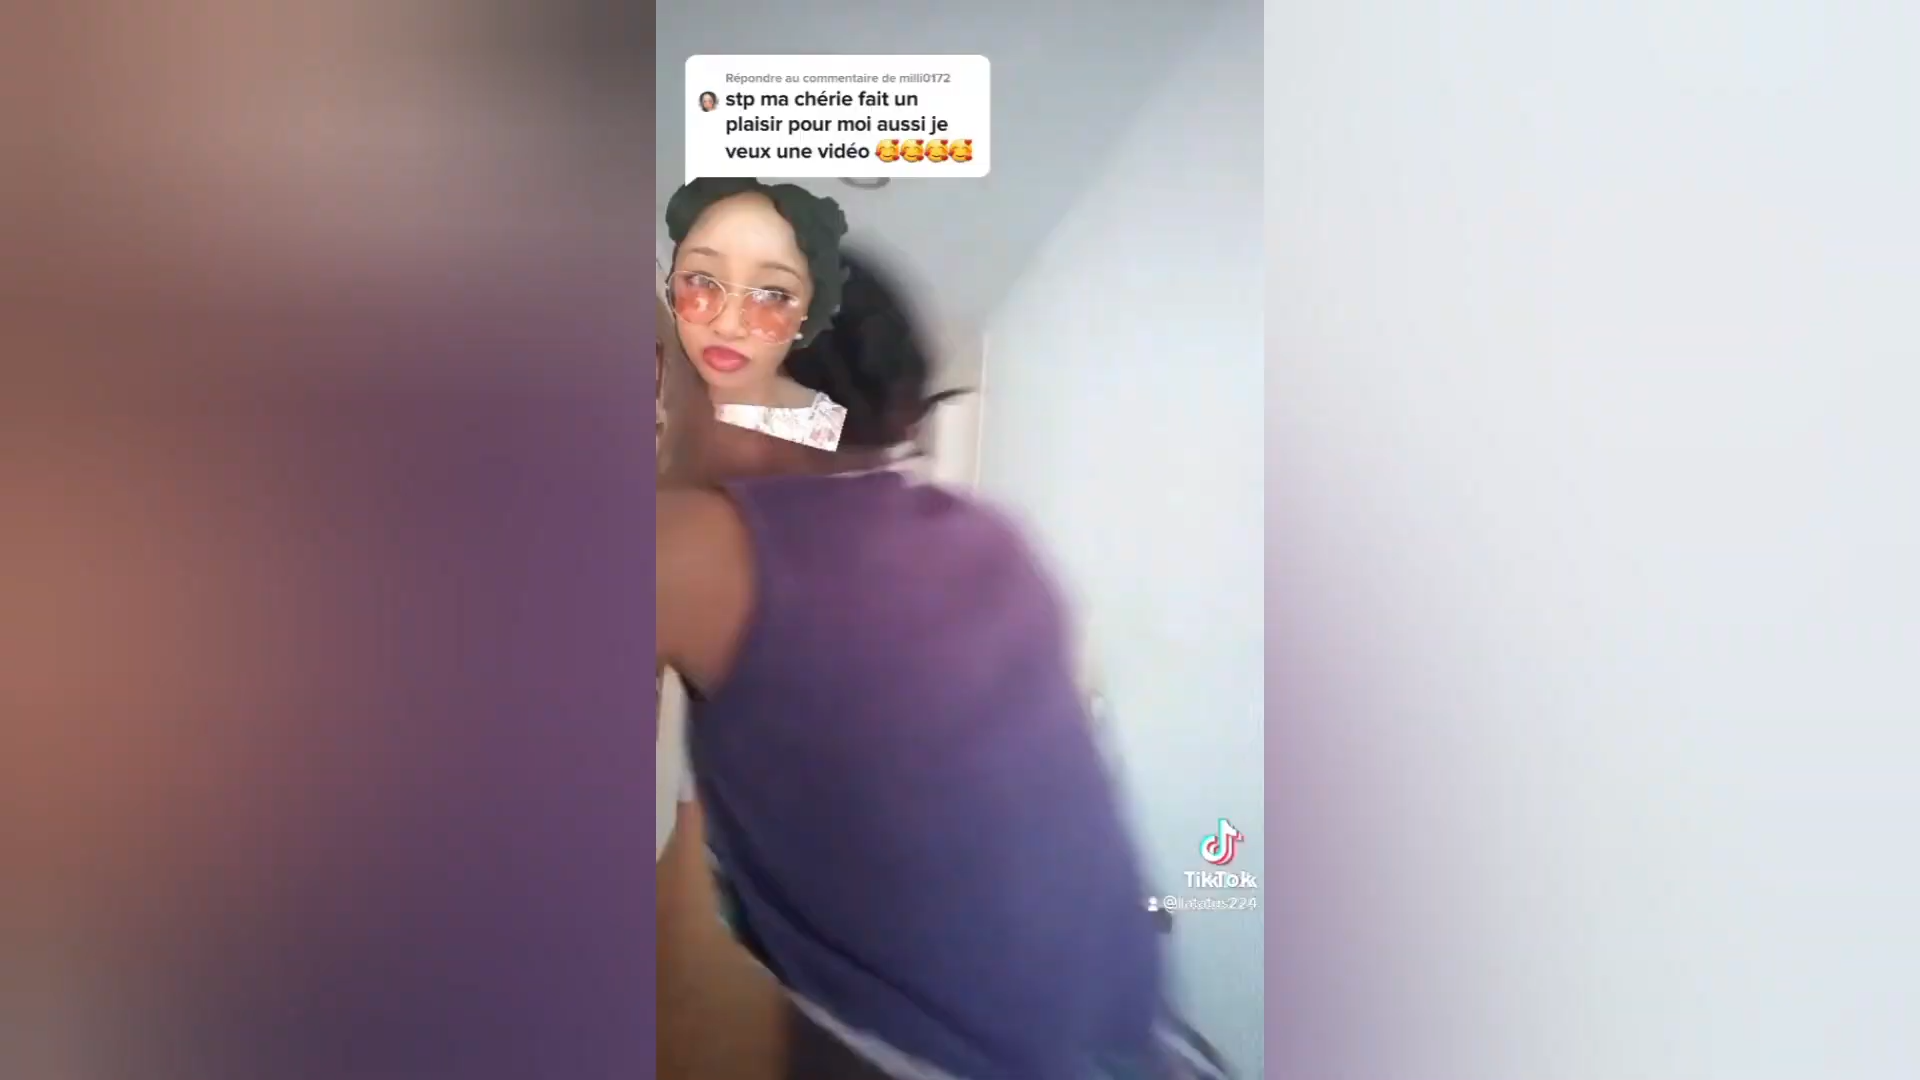 Répondre au commentaire de milli0172
stp ma chérie fait un
plaisir pour moi aussi je
veux une vidéo 🥰🥰🥰🥰
TikTok